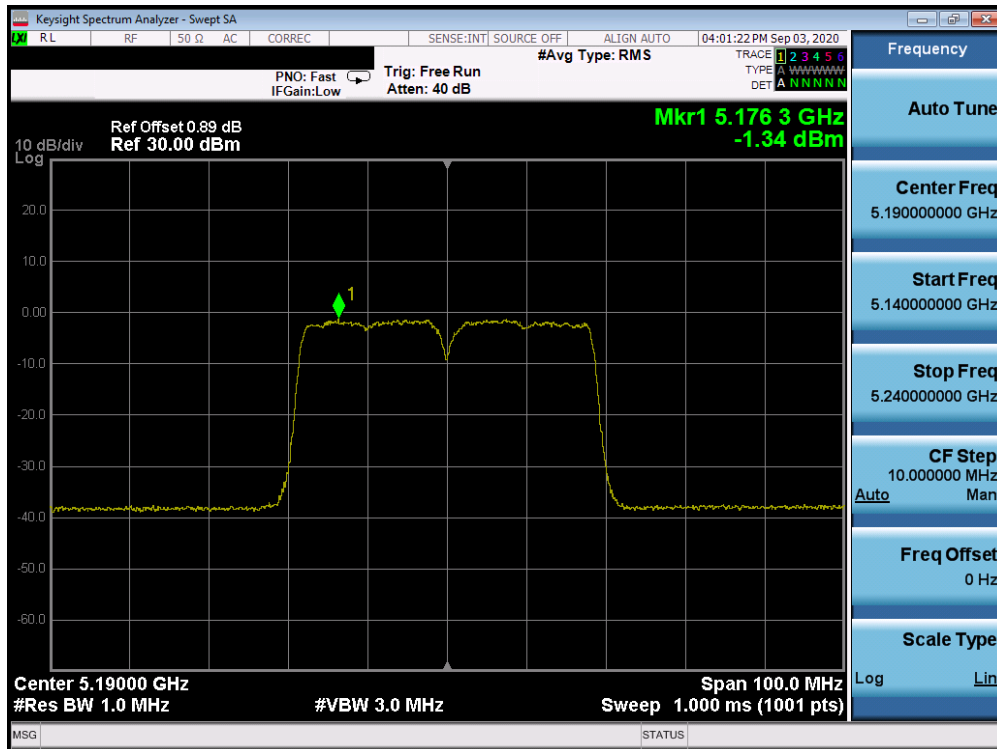 Keysight Spectrum Analyzer - Swept SA
LXI RL RF 50 Ω AC CORREC SENSE:INT SOURCE OFF ALIGN AUTO 04:01:22 PM Sep 03, 2020
#Avg Type: RMS
TRACE 1 2 3 4 5 6
TYPE A WWWWW
DET A N N N N N
PNO: Fast
IFGain:Low
Trig: Free Run
Atten: 40 dB
Mkr1 5.176 3 GHz
-1.34 dBm
Ref Offset 0.89 dB
Ref 30.00 dBm
10 dB/div
Log
20.0
10.0
0.00
-10.0
-20.0
-30.0
-40.0
-50.0
-60.0
1
Center 5.19000 GHz
Span 100.0 MHz
#Res BW 1.0 MHz
#VBW 3.0 MHz
Sweep 1.000 ms (1001 pts)
MSG
STATUS
Frequency
Auto Tune
Center Freq
5.190000000 GHz
Start Freq
5.140000000 GHz
Stop Freq
5.240000000 GHz
CF Step
10.000000 MHz
Auto Man
Freq Offset
0 Hz
Scale Type
Log Lin